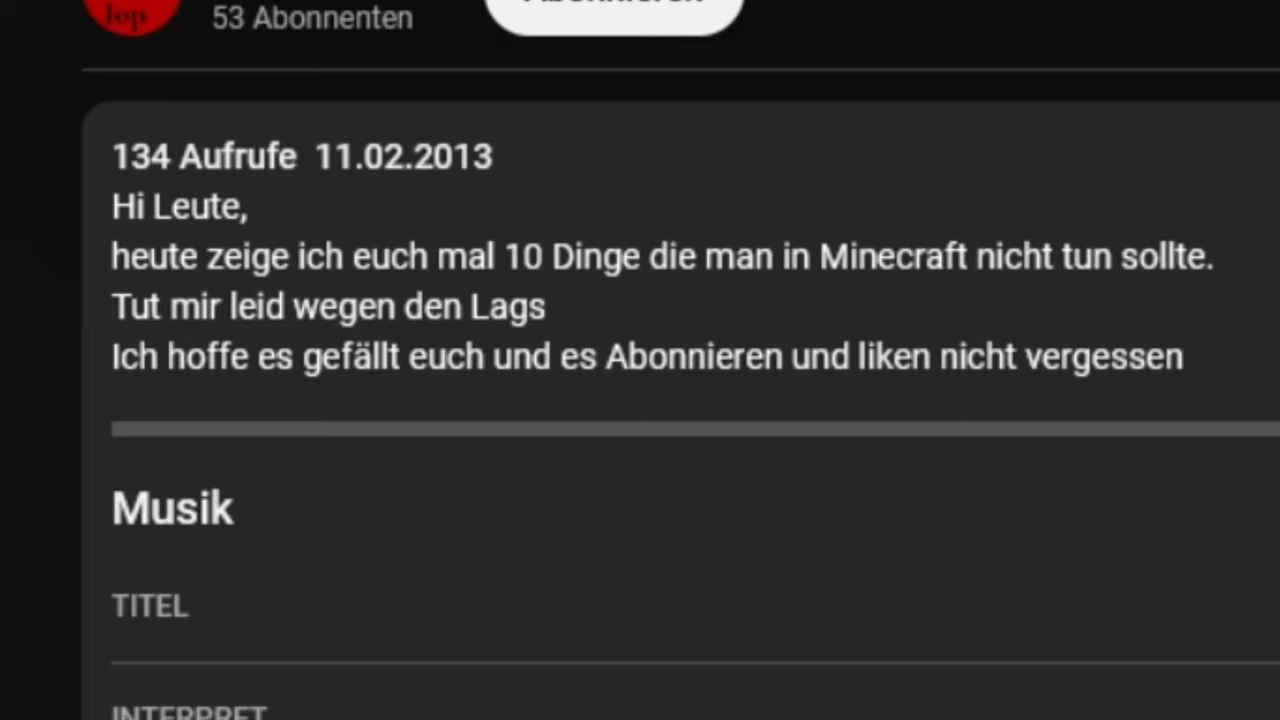 Top
53 Abonnenten
Abonnieren
134 Aufrufe 11.02.2013
Hi Leute,
heute zeige ich euch mal 10 Dinge die man in Minecraft nicht tun sollte.
Tut mir leid wegen den Lags
Ich hoffe es gefällt euch und es Abonnieren und liken nicht vergessen
Musik
TITEL
INTERPRET